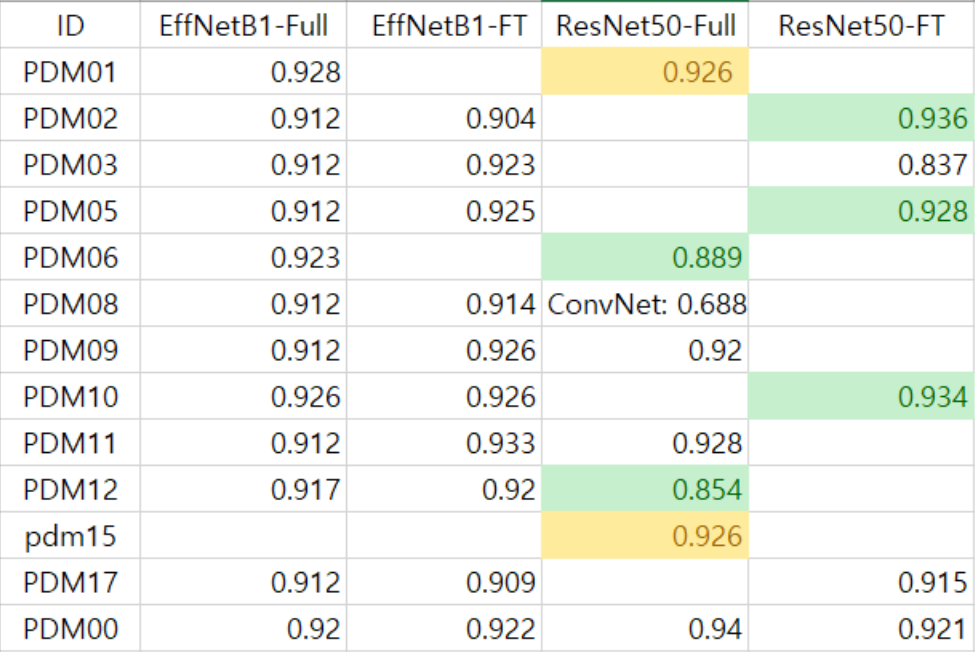 ID EffNetB1-Full EffNetB1-FT ResNet50-Full ResNet50-FT
PDM01 0.928 0.926
PDM02 0.912 0.904 0.936
PDM03 0.912 0.923 0.837
PDM05 0.912 0.925 0.928
PDM06 0.923 0.889
PDM08 0.912 0.914 ConvNet: 0.688
PDM09 0.912 0.926 0.92
PDM10 0.926 0.926 0.934
PDM11 0.912 0.933 0.928
PDM12 0.917 0.92 0.854
pdm15 0.926
PDM17 0.912 0.909 0.915
PDM00 0.92 0.922 0.94 0.921